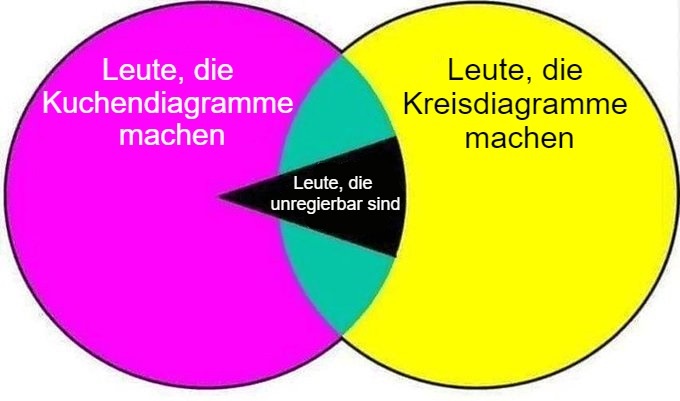 Leute, die
Kuchendiagramme
machen
Leute, die
Kreisdiagramme
machen
Leute, die
unregierbar sind